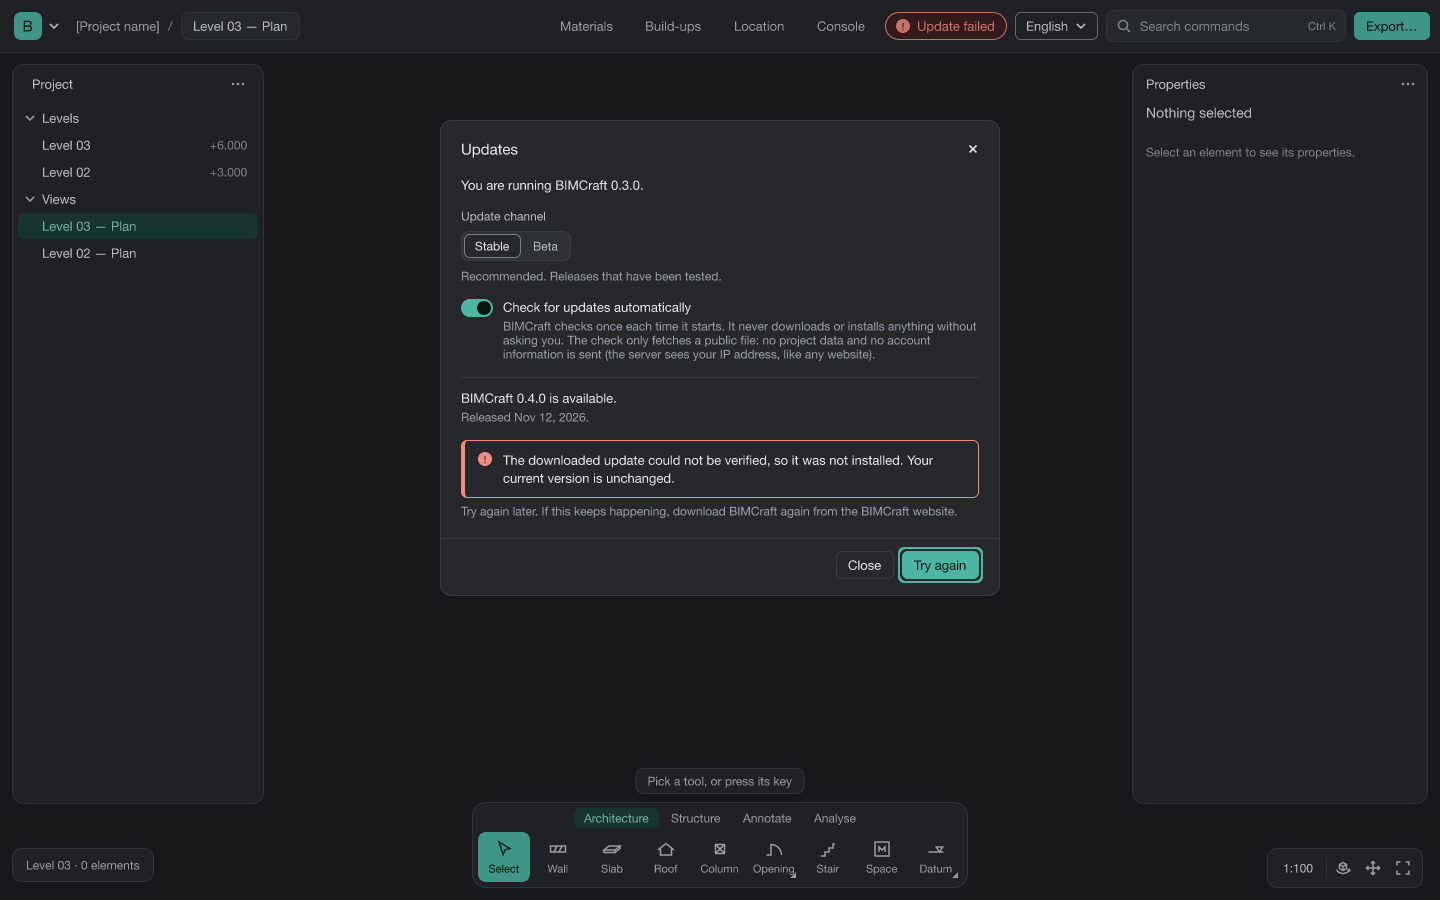 B
[Project name] / Level 03 — Plan
Materials
Build-ups
Location
Console
Update failed
English
Search commands Ctrl K
Export...
Project
Levels
Level 03 +6.000
Level 02 +3.000
Views
Level 03 — Plan
Level 02 — Plan
Updates
You are running BIMCraft 0.3.0.
Update channel
Stable Beta
Recommended. Releases that have been tested.
Check for updates automatically
BIMCraft checks once each time it starts. It never downloads or installs anything without
asking you. The check only fetches a public file: no project data and no account
information is sent (the server sees your IP address, like any website).
BIMCraft 0.4.0 is available.
Released Nov 12, 2026.
The downloaded update could not be verified, so it was not installed. Your
current version is unchanged.
Try again later. If this keeps happening, download BIMCraft again from the BIMCraft website.
Close Try again
Properties
Nothing selected
Select an element to see its properties.
Pick a tool, or press its key
Architecture Structure Annotate Analyse
Select Wall Slab Roof Column Opening Stair Space Datum
Level 03 · 0 elements
1:100